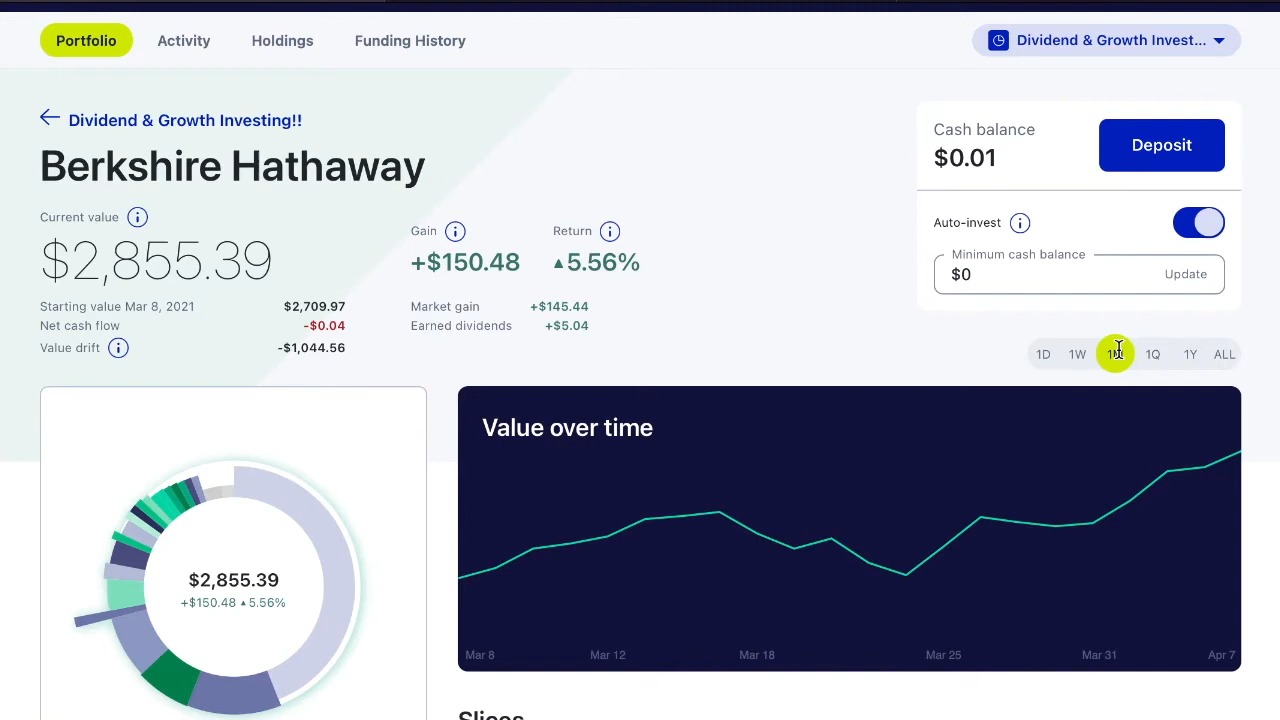 Portfolio Activity Holdings Funding History Dividend & Growth Invest...
Dividend & Growth Investing!!
Berkshire Hathaway
Current value
$2,855.39
Starting value Mar 8, 2021 $2,709.97
Net cash flow -$0.04
Value drift -$1,044.56
Gain Return
+$150.48 ▲5.56%
Market gain +$145.44
Earned dividends +$5.04
Cash balance
$0.01
Deposit
Auto-invest
Minimum cash balance
$0 Update
1D 1W 1M 1Q 1Y ALL
$2,855.39
+$150.48 ▲5.56%
Value over time
Mar 8 Mar 12 Mar 18 Mar 25 Mar 31 Apr 7
Slices